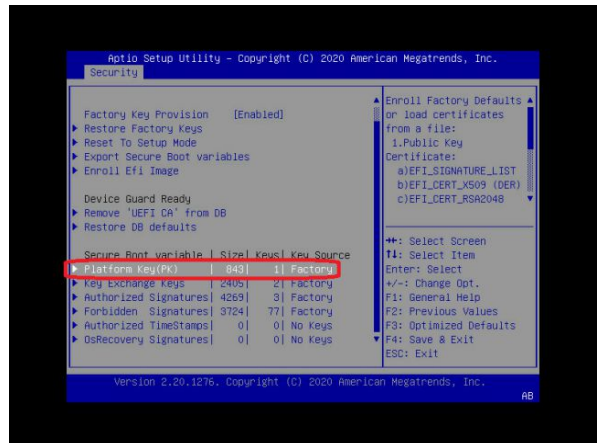 Aptio Setup Utility - Copyright (C) 2020 American Megatrends, Inc.
Security
Factory Key Provision [Enabled]
Restore Factory Keys
Reset To Setup Mode
Export Secure Boot variables
Enroll Efi Image
Device Guard Ready
Remove 'UEFI CA' from DB
Restore DB defaults
Secure Boot variable | Size| Keys| Key Source
Platform Key(PK) | 843| 1| Factory
Key Exchange Keys | 2405| 2| Factory
Authorized Signatures| 4269| 3| Factory
Forbidden Signatures| 3724| 77| Factory
Authorized TimeStamps| 0| 0| No Keys
OsRecovery Signatures| 0| 0| No Keys
Enroll Factory Defaults
or load certificates
from a file:
1.Public Key
Certificate:
a)EFI_SIGNATURE_LIST
b)EFI_CERT_X509 (DER)
c)EFI_CERT_RSA2048
↔: Select Screen
↑↓: Select Item
Enter: Select
+/-: Change Opt.
F1: General Help
F2: Previous Values
F3: Optimized Defaults
F4: Save & Exit
ESC: Exit
Version 2.20.1276. Copyright (C) 2020 American Megatrends, Inc.
AB